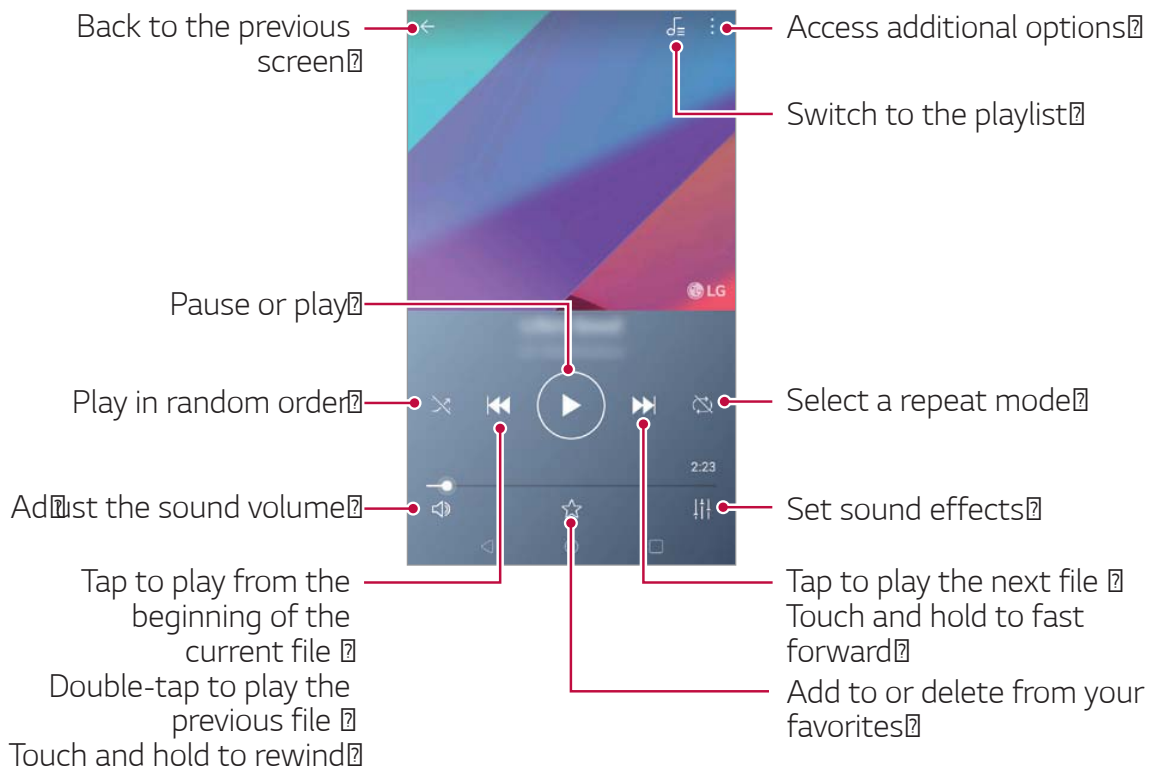 Back to the previous
screen⍰
Access additional options⍰
Switch to the playlist⍰
LG
Pause or play⍰
Play in random order⍰
Select a repeat mode⍰
2:23
Ad⍰ust the sound volume⍰
Set sound effects⍰
Tap to play from the
beginning of the
current file ⍰
Double-tap to play the
previous file ⍰
Touch and hold to rewind⍰
Tap to play the next file ⍰
Touch and hold to fast
forward⍰
Add to or delete from your
favorites⍰